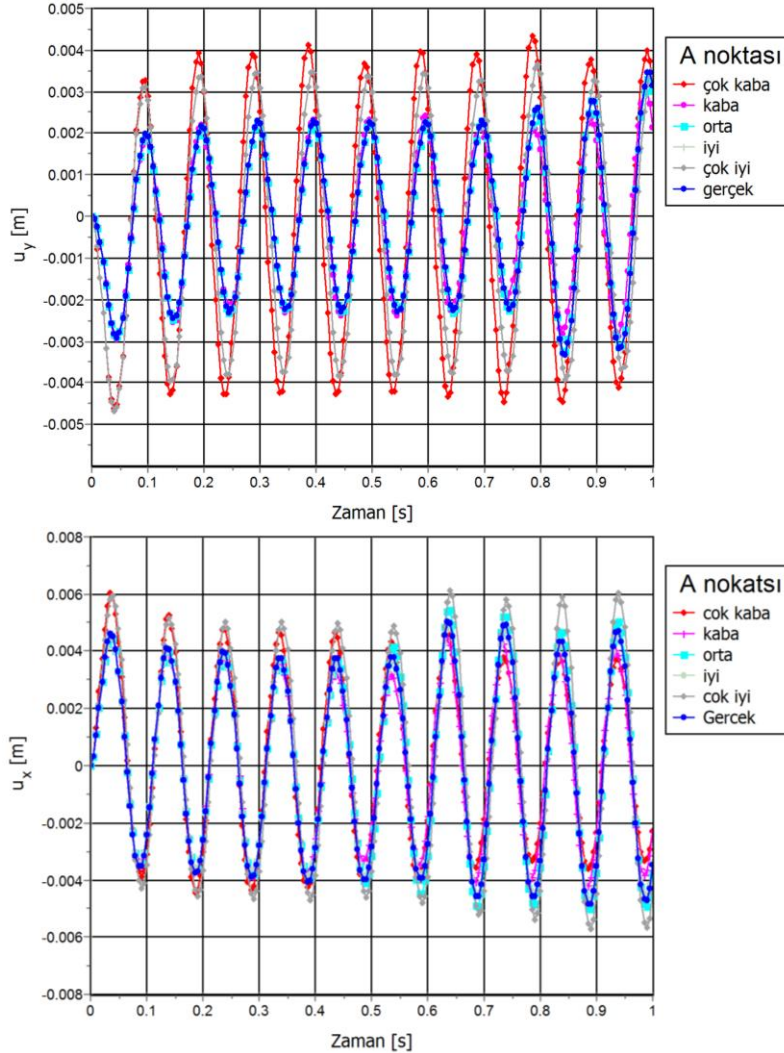 0.005
0.004
0.003
0.002
0.001
0
-0.001
-0.002
-0.003
-0.004
-0.005
u_y [m]
0 0.1 0.2 0.3 0.4 0.5 0.6 0.7 0.8 0.9 1
Zaman [s]
A noktası
çok kaba
kaba
orta
iyi
çok iyi
gerçek
0.008
0.006
0.004
0.002
0
-0.002
-0.004
-0.006
-0.008
u_x [m]
0 0.1 0.2 0.3 0.4 0.5 0.6 0.7 0.8 0.9 1
Zaman [s]
A nokatsı
cok kaba
kaba
orta
iyi
cok iyi
Gercek